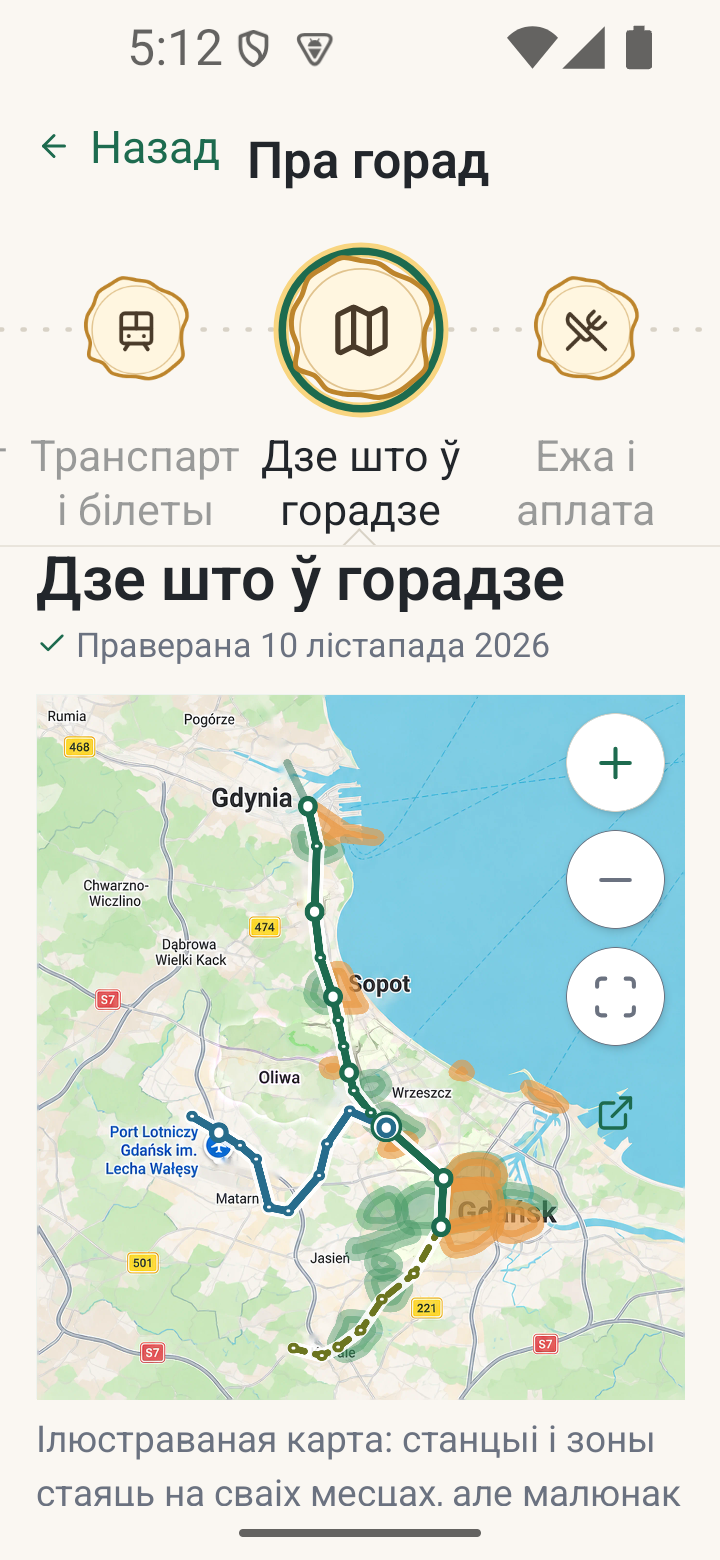 5:12
Назад
Пра горад
Транспарт
і білеты
Дзе што ў
горадзе
Ежа і
аплата
Дзе што ў горадзе
Праверана 10 лістапада 2026
Rumia
Pogórze
468
Gdynia
Chwarzno-
Wiczlino
474
Dąbrowa
Wielki Kack
S7
Sopot
Oliwa
Wrzeszcz
Port Lotniczy
Gdańsk im.
Lecha Wałęsy
Matarn
Gdańsk
Jasień
501
221
S7
S7
Ілюстраваная карта: станцыі і зоны
стаяць на сваіх месцах, але малюнак